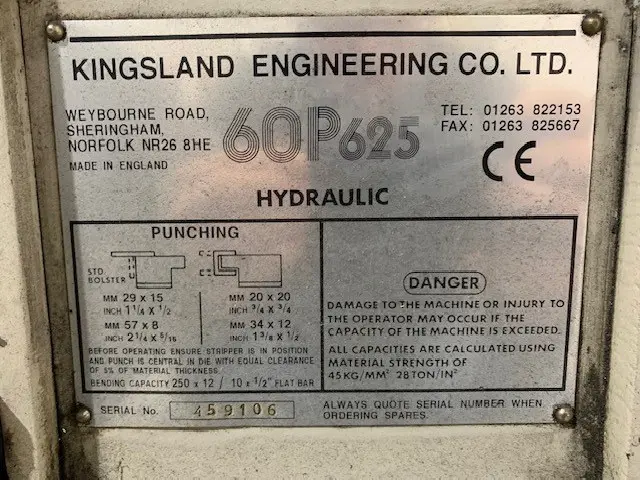 KINGSLAND ENGINEERING CO. LTD.
WEYBOURNE ROAD,
SHERINGHAM,
NORFOLK NR26 8HE
MADE IN ENGLAND
60P625
TEL: 01263 822153
FAX: 01263 825667
CE
HYDRAULIC
PUNCHING
STD.
BOLSTER
MM 29 x 15
INCH 1 1/4 x 1/2
MM 57 x 8
INCH 2 1/4 x 5/16
MM 20 x 20
INCH 3/4 x 3/4
MM 34 x 12
INCH 1 3/8 x 1/2
BEFORE OPERATING ENSURE STRIPPER IS IN POSITION
AND PUNCH IS CENTRAL IN DIE WITH EQUAL CLEARANCE
OF 5% OF MATERIAL THICKNESS
BENDING CAPACITY 250 x 12 / 10 x 1/2" FLAT BAR
DANGER
DAMAGE TO THE MACHINE OR INJURY TO
THE OPERATOR MAY OCCUR IF THE
CAPACITY OF THE MACHINE IS EXCEEDED.
ALL CAPACITIES ARE CALCULATED USING
MATERIAL STRENGTH OF
45KG/MM² 28TON/IN²
SERIAL No. 459106
ALWAYS QUOTE SERIAL NUMBER WHEN
ORDERING SPARES.